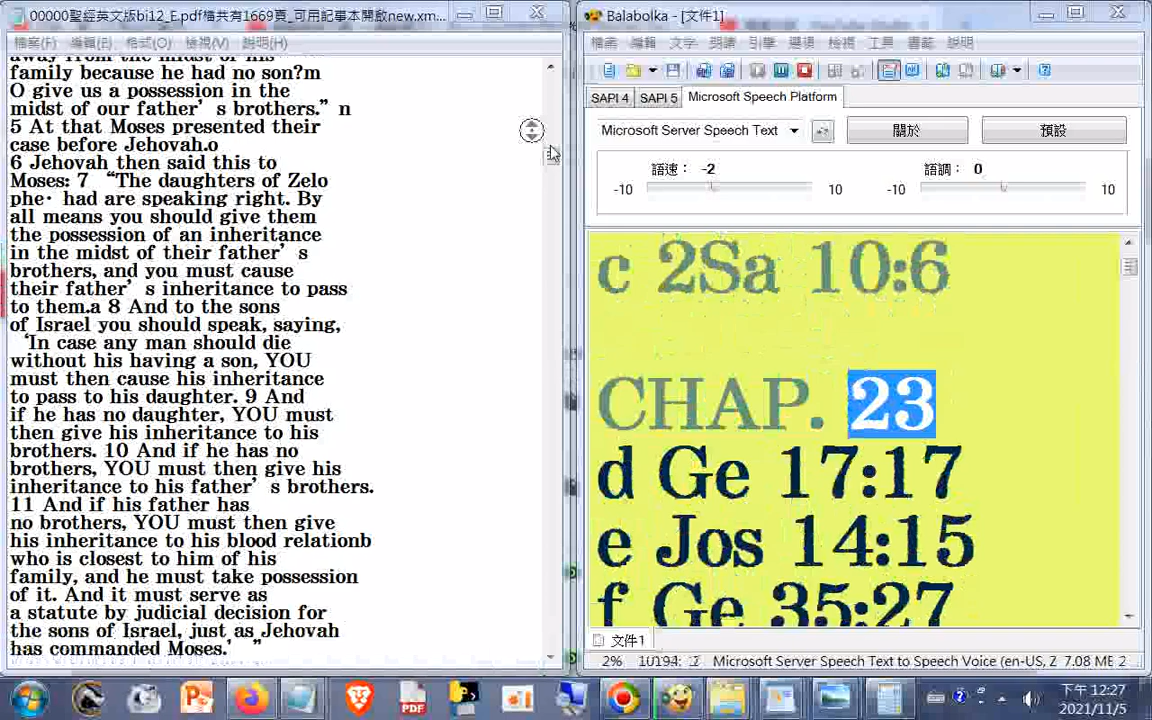 00000聖經英文版bi12_E.pdf檔共有1669頁_可用記事本開啟new.xm...
檔案(F) 編輯(E) 格式(O) 檢視(V) 說明(H)
away from the midst of his
family because he had no son?m
O give us a possession in the
midst of our father’s brothers.” n
5 At that Moses presented their
case before Jehovah.o
6 Jehovah then said this to
Moses: 7 “The daughters of Zelo
phe· had are speaking right. By
all means you should give them
the possession of an inheritance
in the midst of their father’s
brothers, and you must cause
their father’s inheritance to pass
to them.a 8 And to the sons
of Israel you should speak, saying,
‘In case any man should die
without his having a son, YOU
must then cause his inheritance
to pass to his daughter. 9 And
if he has no daughter, YOU must
then give his inheritance to his
brothers. 10 And if he has no
brothers, YOU must then give his
inheritance to his father’s brothers.
11 And if his father has
no brothers, YOU must then give
his inheritance to his blood relationb
who is closest to him of his
family, and he must take possession
of it. And it must serve as
a statute by judicial decision for
the sons of Israel, just as Jehovah
has commanded Moses.’ ”
Balabolka - [文件1]
檔案 編輯 文字 朗讀 引擎 選項 檢視 工具 書籤 說明
SAPI 4 SAPI 5 Microsoft Speech Platform
Microsoft Server Speech Text 關於 預設
語速: -2 語調: 0
-10 10 -10 10
c 2Sa 10:6
CHAP. 23
d Ge 17:17
e Jos 14:15
f Ge 35:27
文件1
2% Microsoft Server Speech Text to Speech Voice (en-US, Z 7.08 MB 2
PDF
下午 12:27
2021/11/5